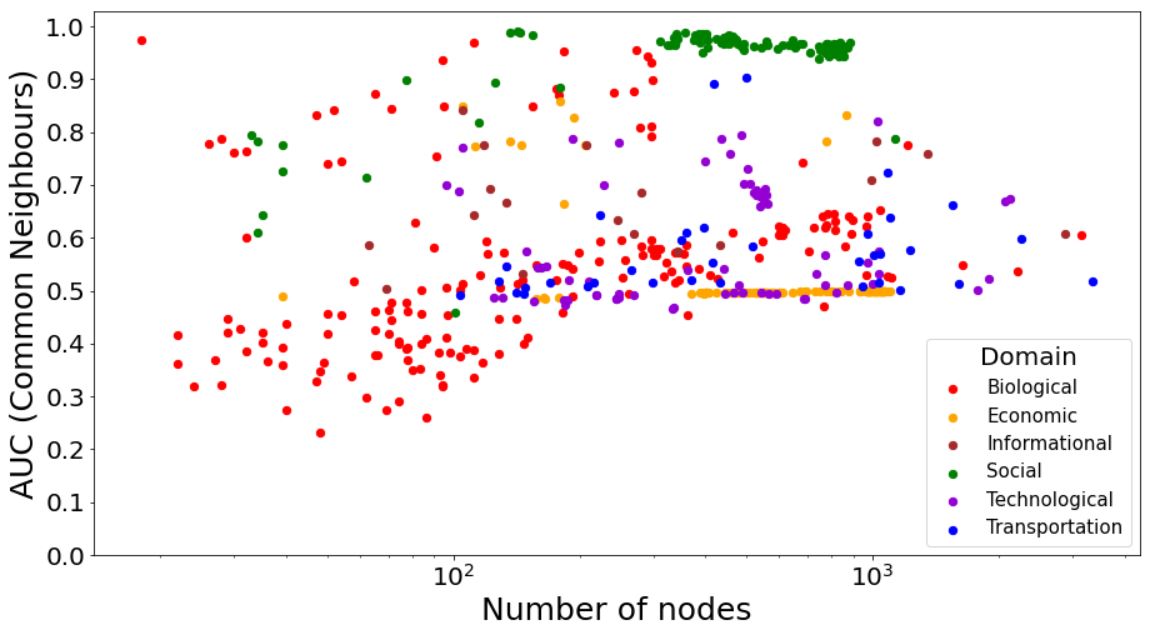 AUC (Common Neighbours)
1.0
0.9
0.8
0.7
0.6
0.5
0.4
0.3
0.2
0.1
0.0
10²
10³
Number of nodes
Domain
Biological
Economic
Informational
Social
Technological
Transportation